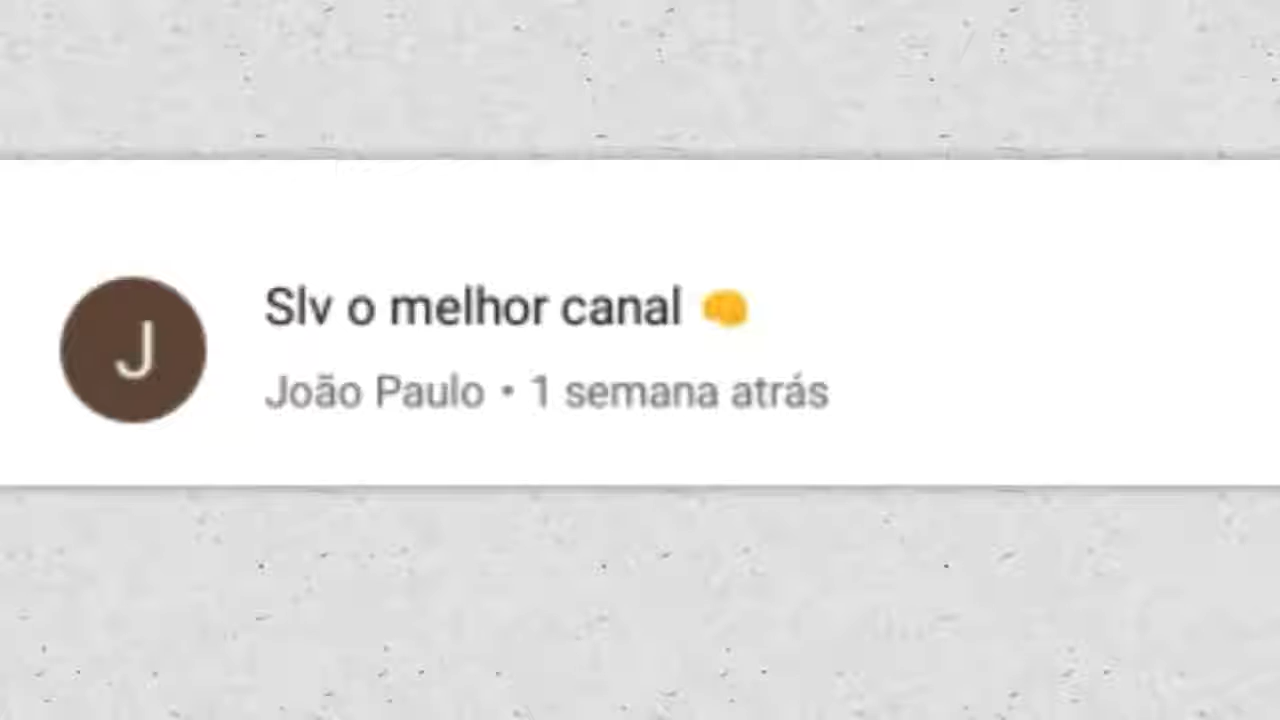 J
Slv o melhor canal 👊
João Paulo • 1 semana atrás